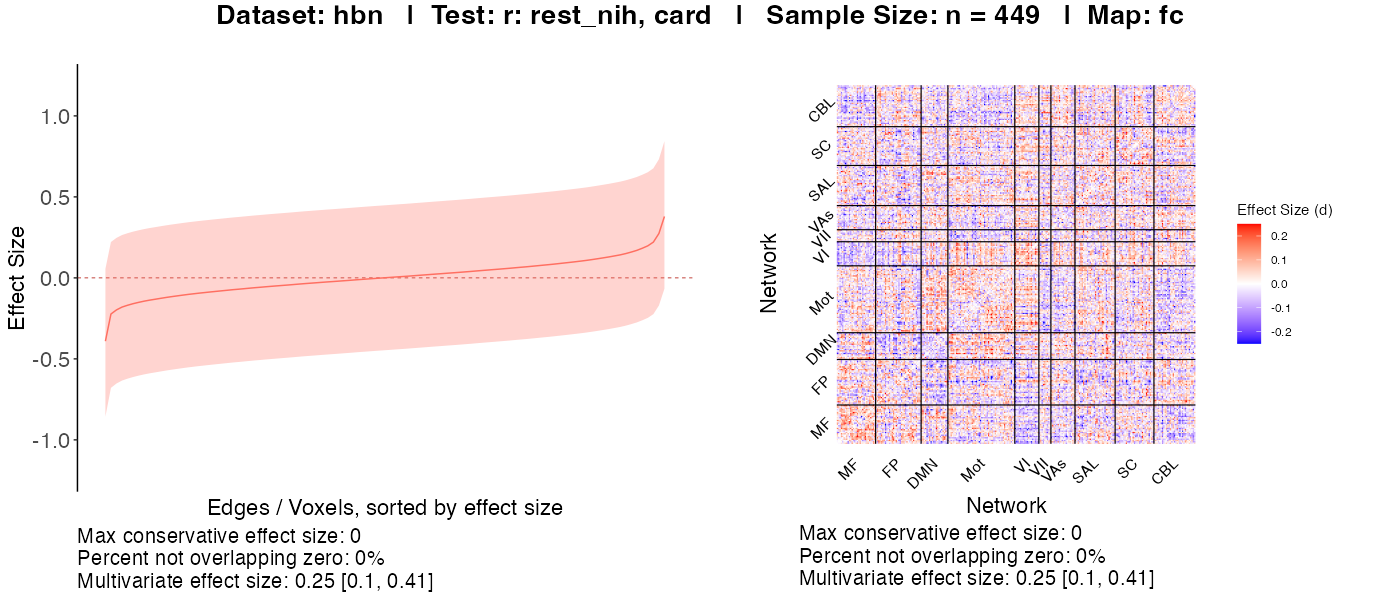 Dataset: hbn | Test: r: rest_nih, card | Sample Size: n = 449 | Map: fc
Effect Size
1.0
0.5
0.0
-0.5
-1.0
Edges / Voxels, sorted by effect size
Max conservative effect size: 0
Percent not overlapping zero: 0%
Multivariate effect size: 0.25 [0.1, 0.41]
Network
CBL
SC
SAL
VAs
VII
VI
Mot
DMN
FP
MF
MF
FP
DMN
Mot
VI
VII
VAs
SAL
SC
CBL
Network
Max conservative effect size: 0
Percent not overlapping zero: 0%
Multivariate effect size: 0.25 [0.1, 0.41]
Effect Size (d)
0.2
0.1
0.0
-0.1
-0.2